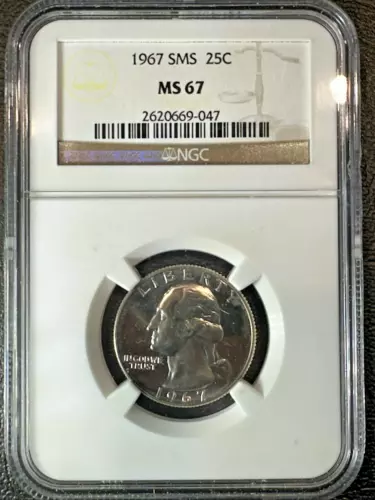 1967 SMS 25C
MS 67
2620669-047
NGC
LIBERTY
IN GOD WE
TRUST
1967